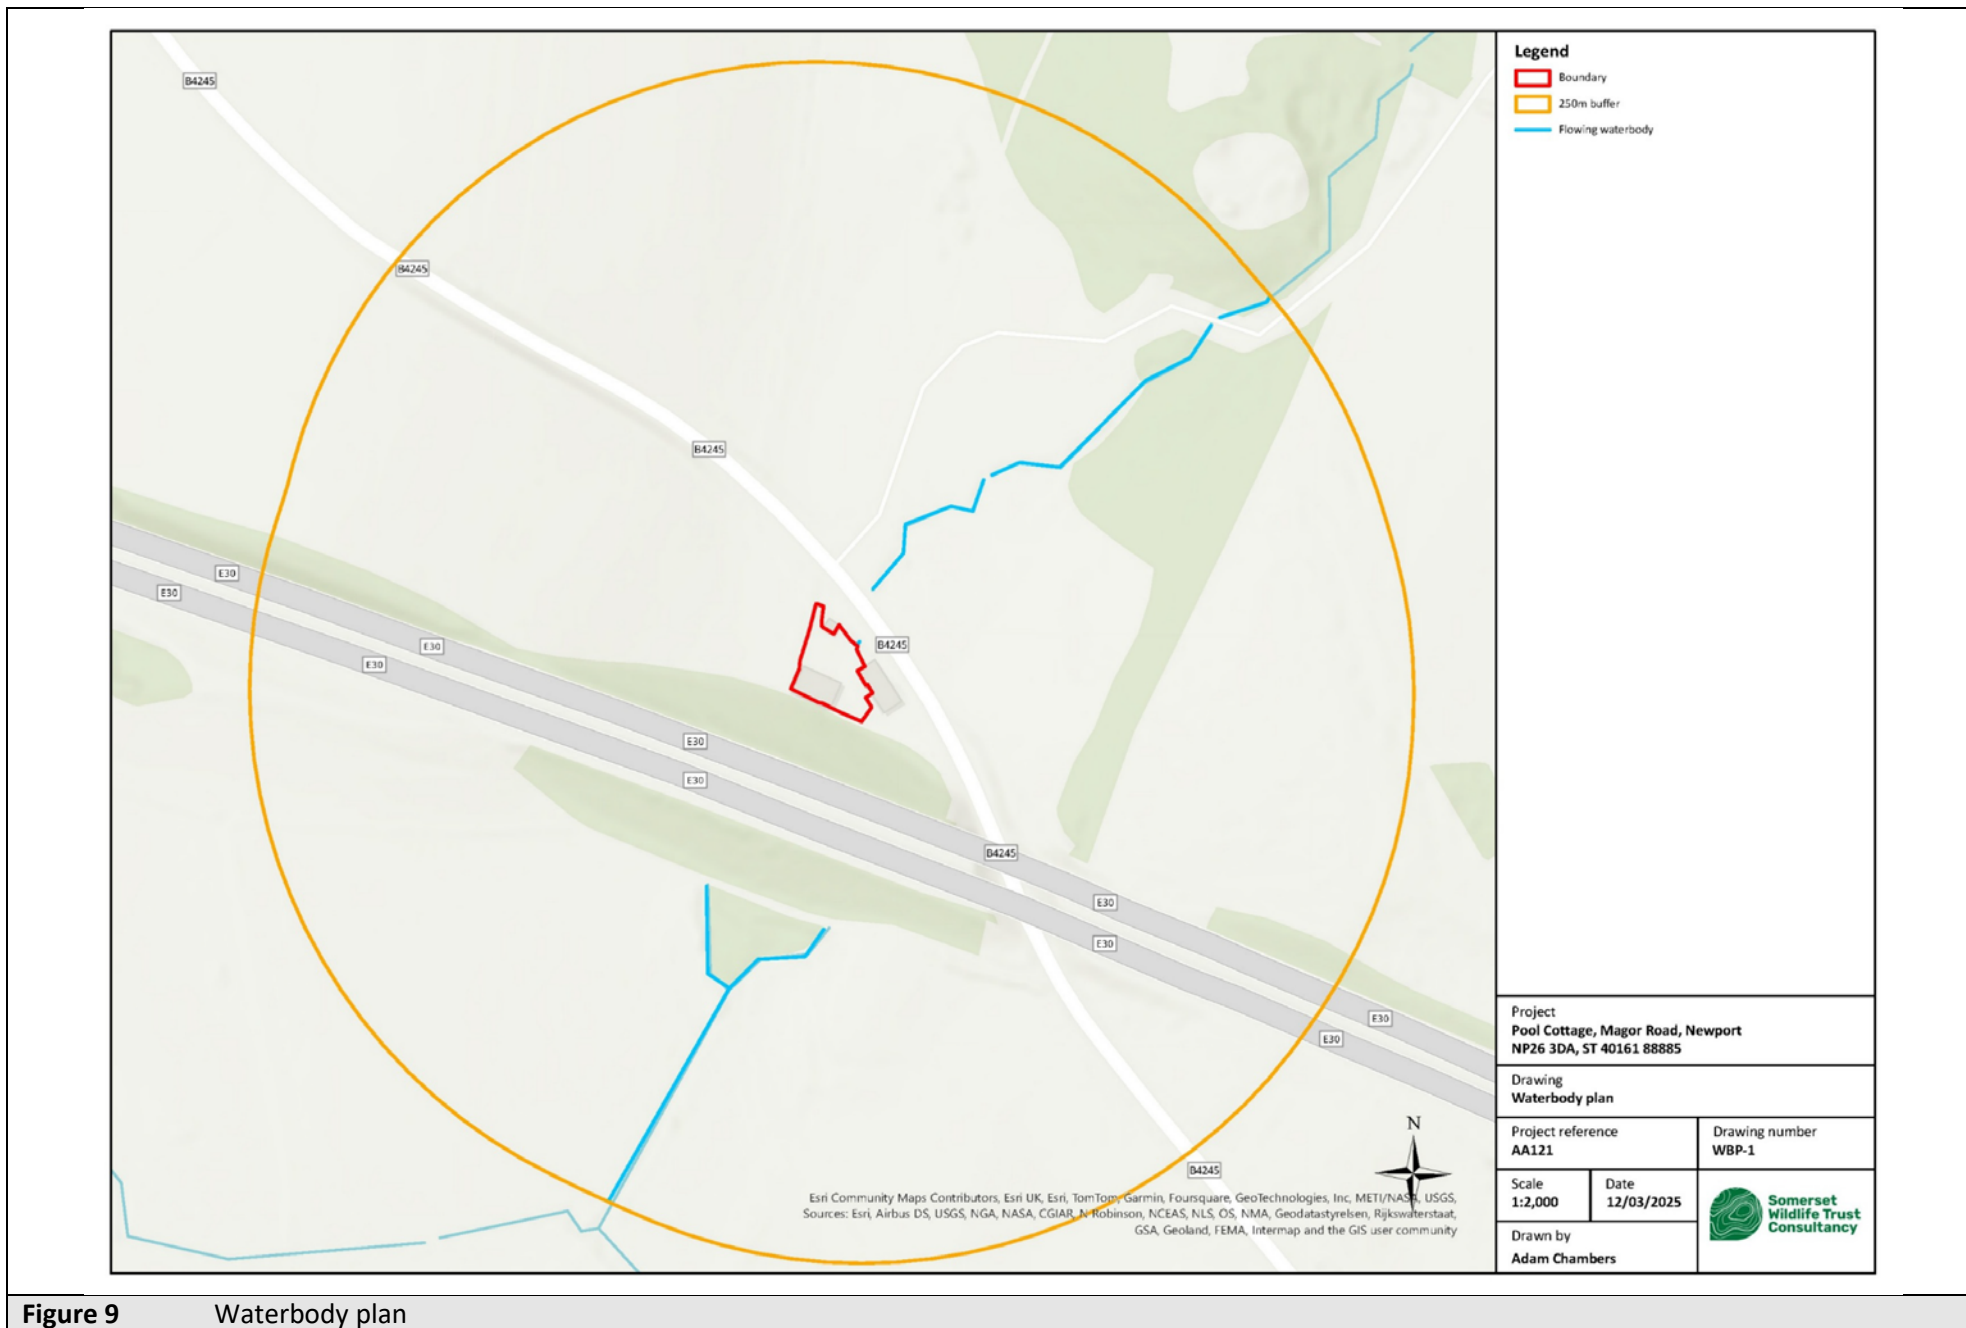 B4245
B4245
B4245
E30
E30
B4245
E30
E30
E30
E30
B4245
E30
E30
E30
E30
B4245
N
Esri Community Maps Contributors, Esri UK, Esri, TomTom, Garmin, Foursquare, GeoTechnologies, Inc, METI/NASA, USGS,
Sources: Esri, Airbus DS, USGS, NGA, NASA, CGIAR, N Robinson, NCEAS, NLS, OS, NMA, Geodatastyrelsen, Rijkswaterstaat,
GSA, Geoland, FEMA, Intermap and the GIS user community
Legend
Boundary
250m buffer
Flowing waterbody
Project
Pool Cottage, Magor Road, Newport
NP26 3DA, ST 40161 88885
Drawing
Waterbody plan
Project reference
AA121
Drawing number
WBP-1
Scale
1:2,000
Date
12/03/2025
Drawn by
Adam Chambers
Somerset
Wildlife Trust
Consultancy
Figure 9 Waterbody plan